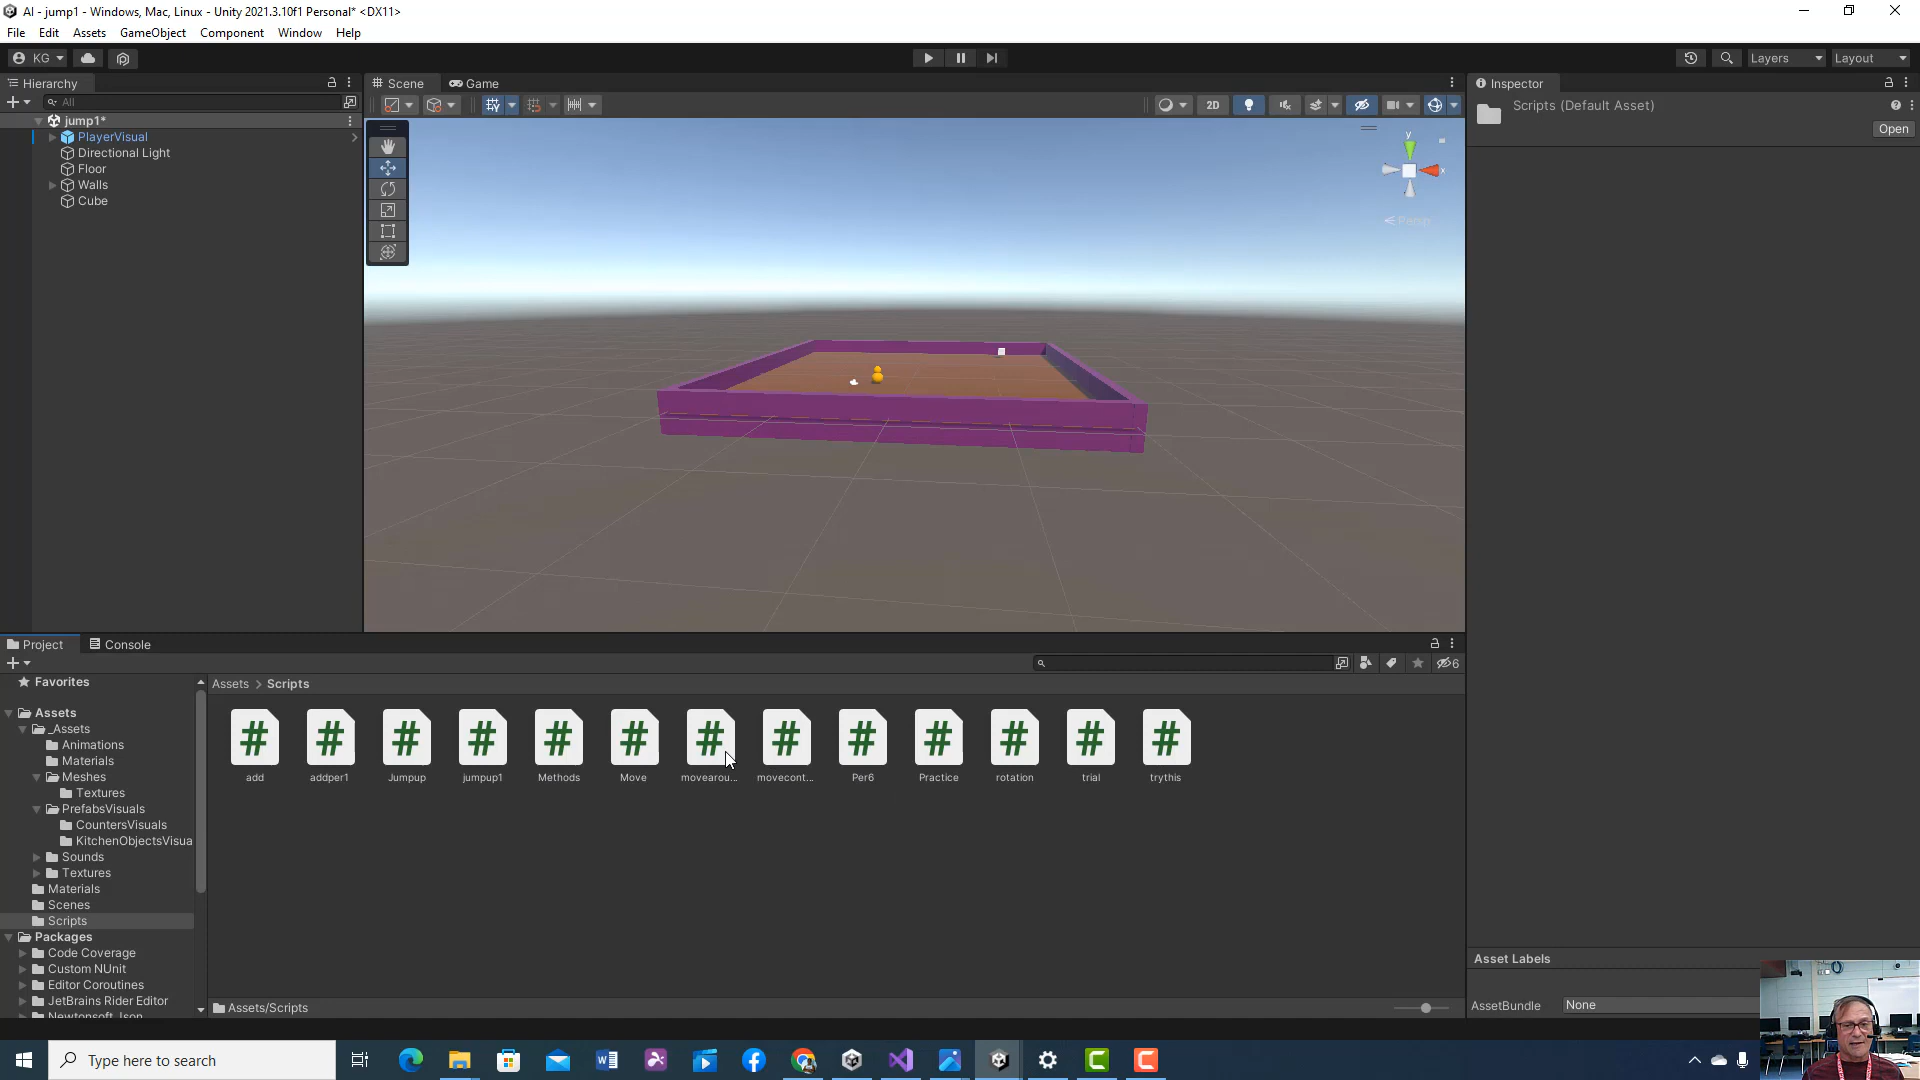 AI - jump1 - Windows, Mac, Linux - Unity 2021.3.10f1 Personal* <DX11>
File Edit Assets GameObject Component Window Help
KG Layers Layout
Hierarchy
All
jump1*
PlayerVisual
Directional Light
Floor
Walls
Cube
Scene Game
2D
y
x
Persp
Inspector
Scripts (Default Asset)
Open
Project Console
6
Favorites
Assets
_Assets
Animations
Materials
Meshes
Textures
PrefabsVisuals
CountersVisuals
KitchenObjectsVisua
Sounds
Textures
Materials
Scenes
Scripts
Packages
Code Coverage
Custom NUnit
Editor Coroutines
JetBrains Rider Editor
Newtonsoft Json
Assets > Scripts
# # # # # # # # # # # # #
add addper1 Jumpup jumpup1 Methods Move movearou... movecont... Per6 Practice rotation trial trythis
Assets/Scripts
Asset Labels
AssetBundle None
Type here to search